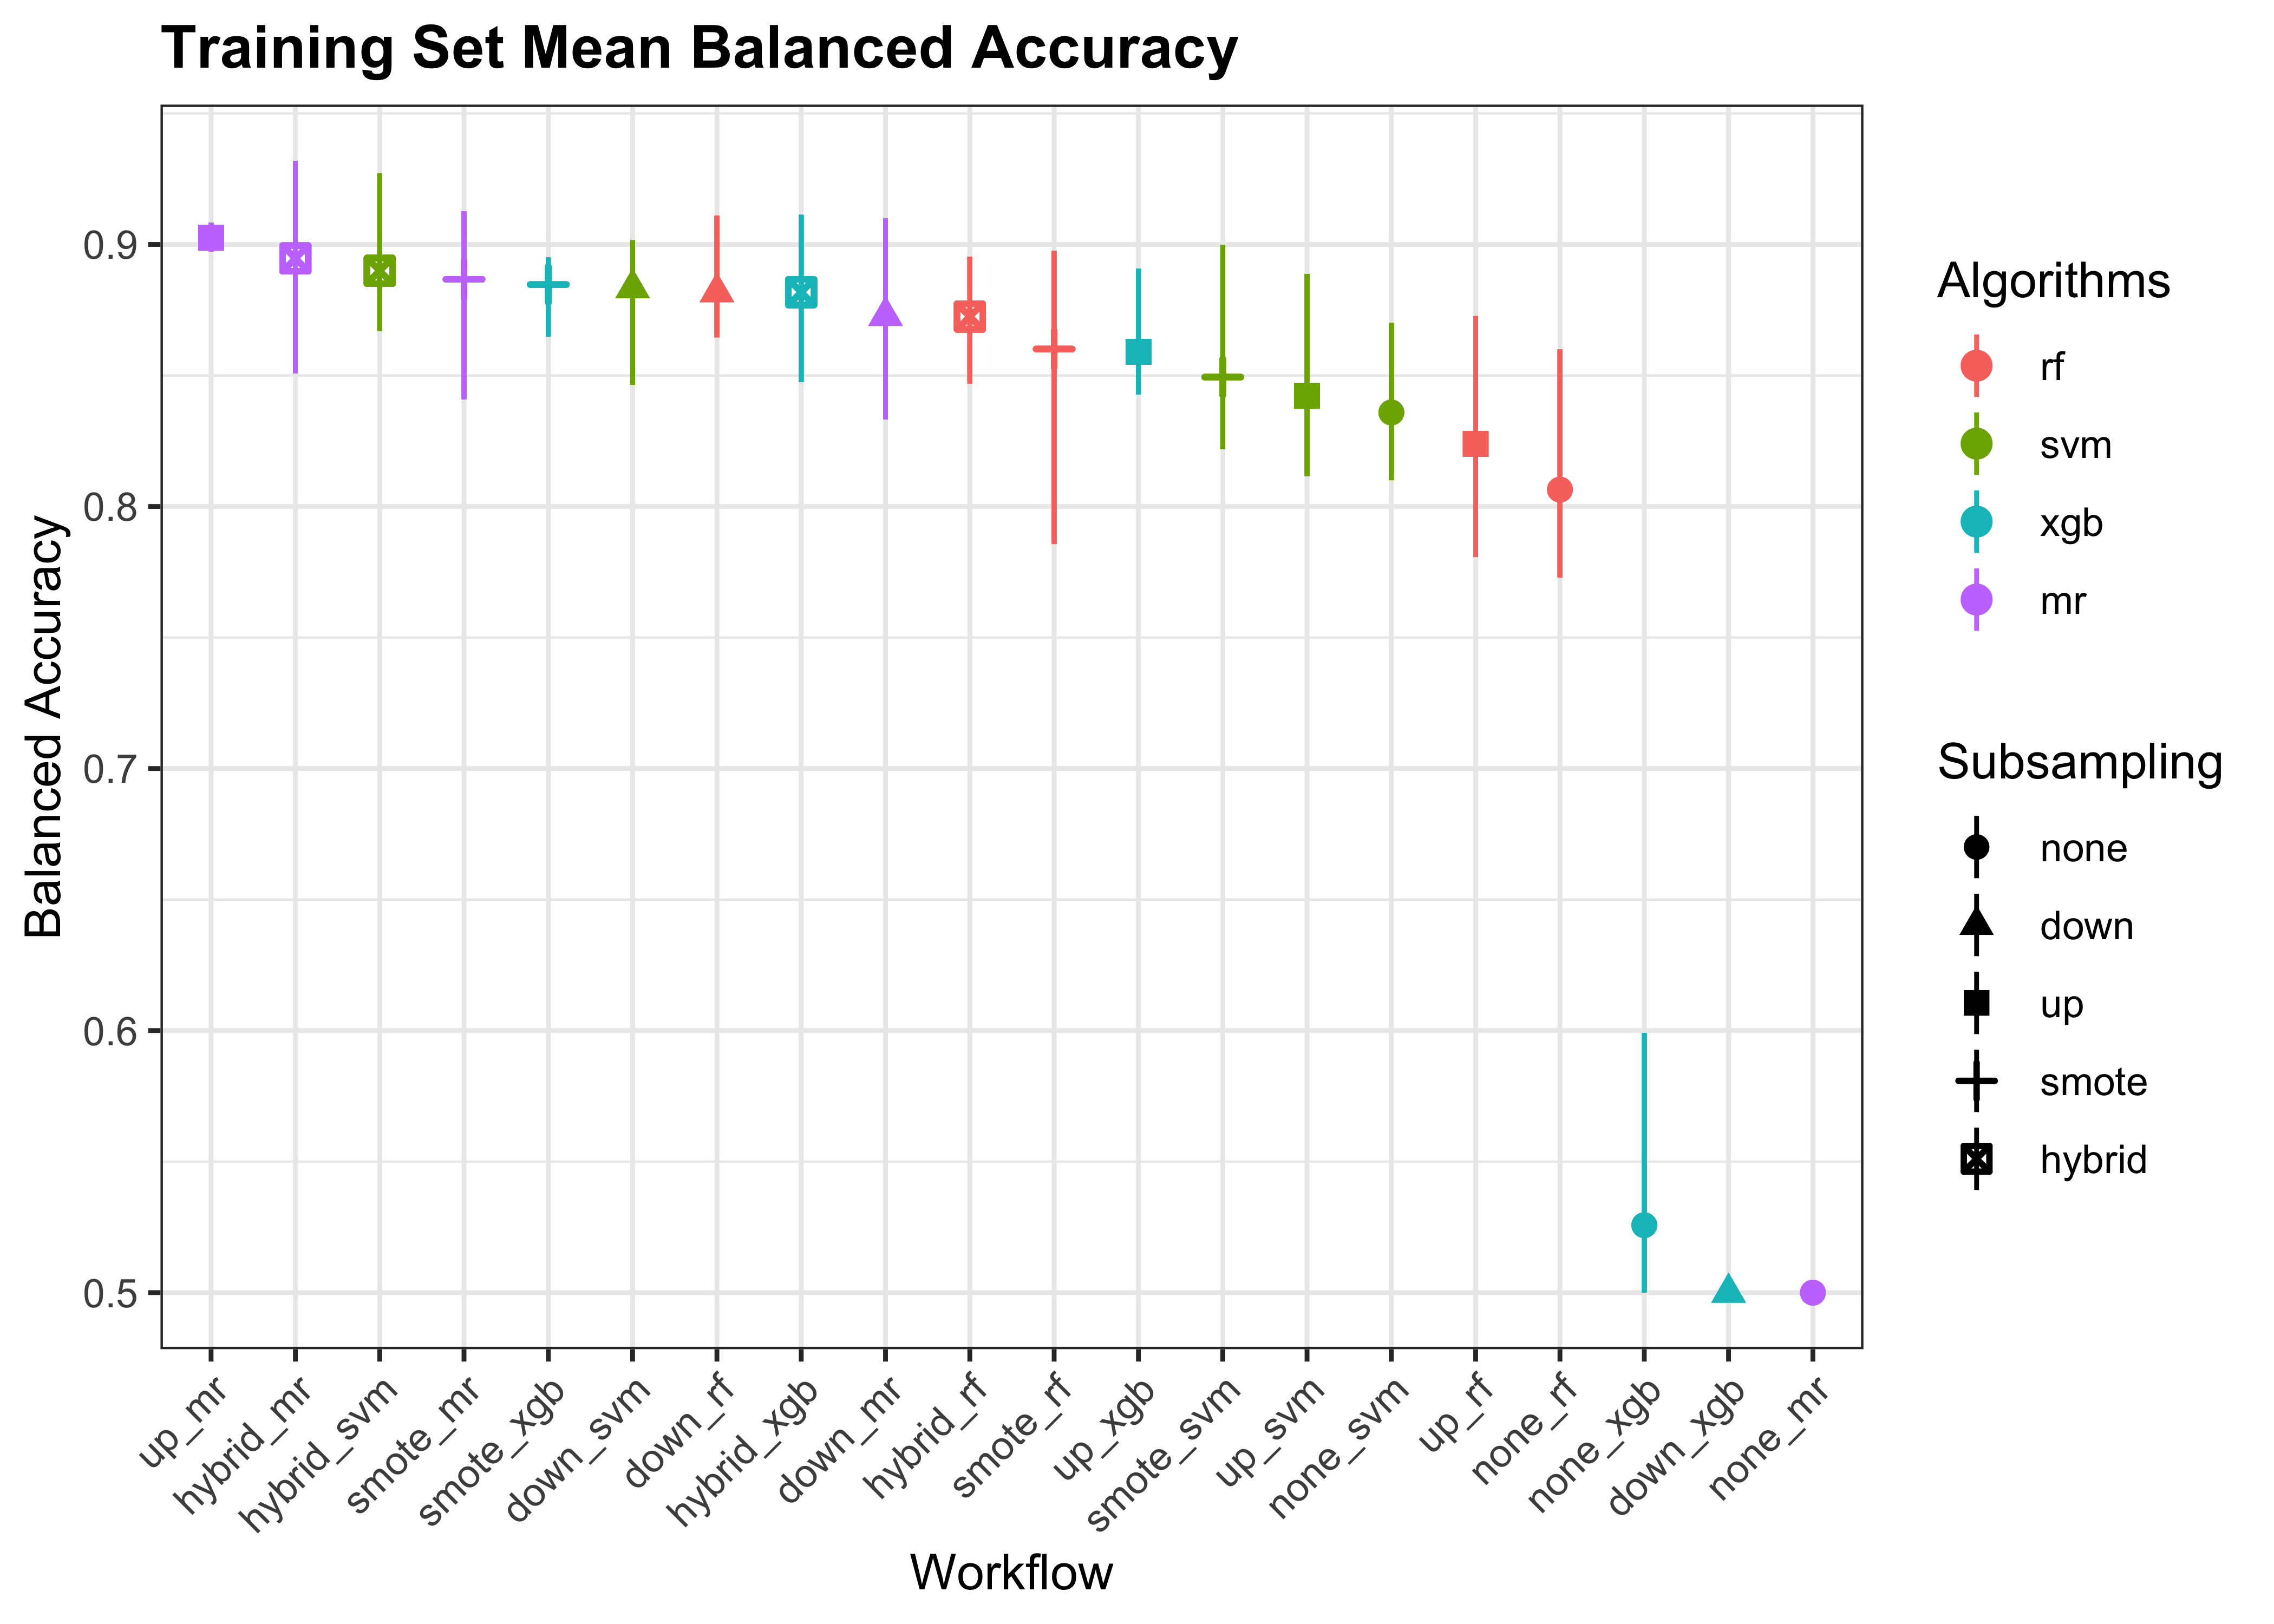 Training Set Mean Balanced Accuracy
Balanced Accuracy
0.9
0.8
0.7
0.6
0.5
up_mr
hybrid_mr
hybrid_svm
smote_mr
smote_xgb
down_svm
down_rf
hybrid_xgb
down_mr
hybrid_rf
smote_rf
up_xgb
smote_svm
up_svm
none_svm
up_rf
none_rf
none_xgb
down_xgb
none_mr
Workflow
Algorithms
rf
svm
xgb
mr
Subsampling
none
down
up
smote
hybrid